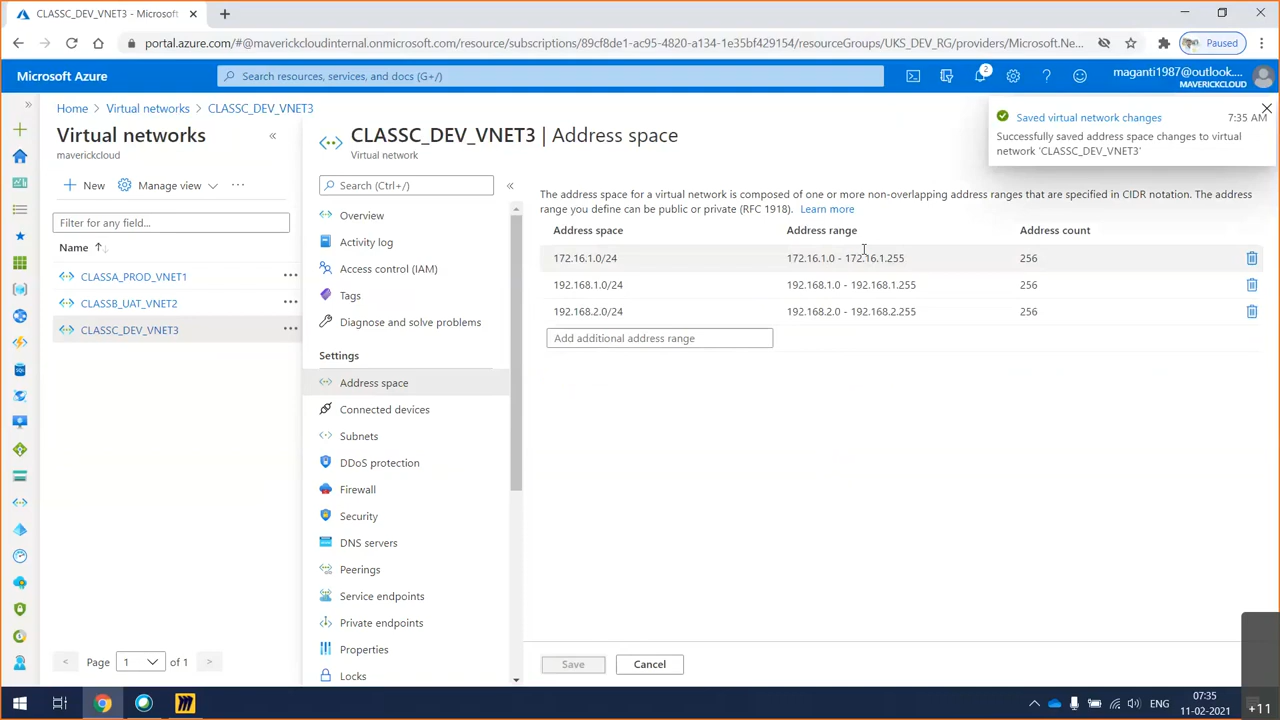 CLASSC_DEV_VNET3 - Microsoft
portal.azure.com/#@maverickcloudinternal.onmicrosoft.com/resource/subscriptions/89cf8de1-ac95-4820-a134-1e35bf429154/resourceGroups/UKS_DEV_RG/providers/Microsoft.Ne...
Paused
Microsoft Azure
Search resources, services, and docs (G+/)
2
maganti1987@outlook....
MAVERICKCLOUD
Home > Virtual networks > CLASSC_DEV_VNET3
Virtual networks
maverickcloud
New
Manage view
Filter for any field...
Name
CLASSA_PROD_VNET1
CLASSB_UAT_VNET2
CLASSC_DEV_VNET3
< Page 1 of 1 >
CLASSC_DEV_VNET3 | Address space
Virtual network
Search (Ctrl+/)
Overview
Activity log
Access control (IAM)
Tags
Diagnose and solve problems
Settings
Address space
Connected devices
Subnets
DDoS protection
Firewall
Security
DNS servers
Peerings
Service endpoints
Private endpoints
Properties
Locks
Saved virtual network changes 7:35 AM
Successfully saved address space changes to virtual
network 'CLASSC_DEV_VNET3'
The address space for a virtual network is composed of one or more non-overlapping address ranges that are specified in CIDR notation. The address
range you define can be public or private (RFC 1918). Learn more
Address space Address range Address count
172.16.1.0/24 172.16.1.0 - 172.16.1.255 256
192.168.1.0/24 192.168.1.0 - 192.168.1.255 256
192.168.2.0/24 192.168.2.0 - 192.168.2.255 256
Add additional address range
Save Cancel
ENG
07:35
11-02-2021
+11